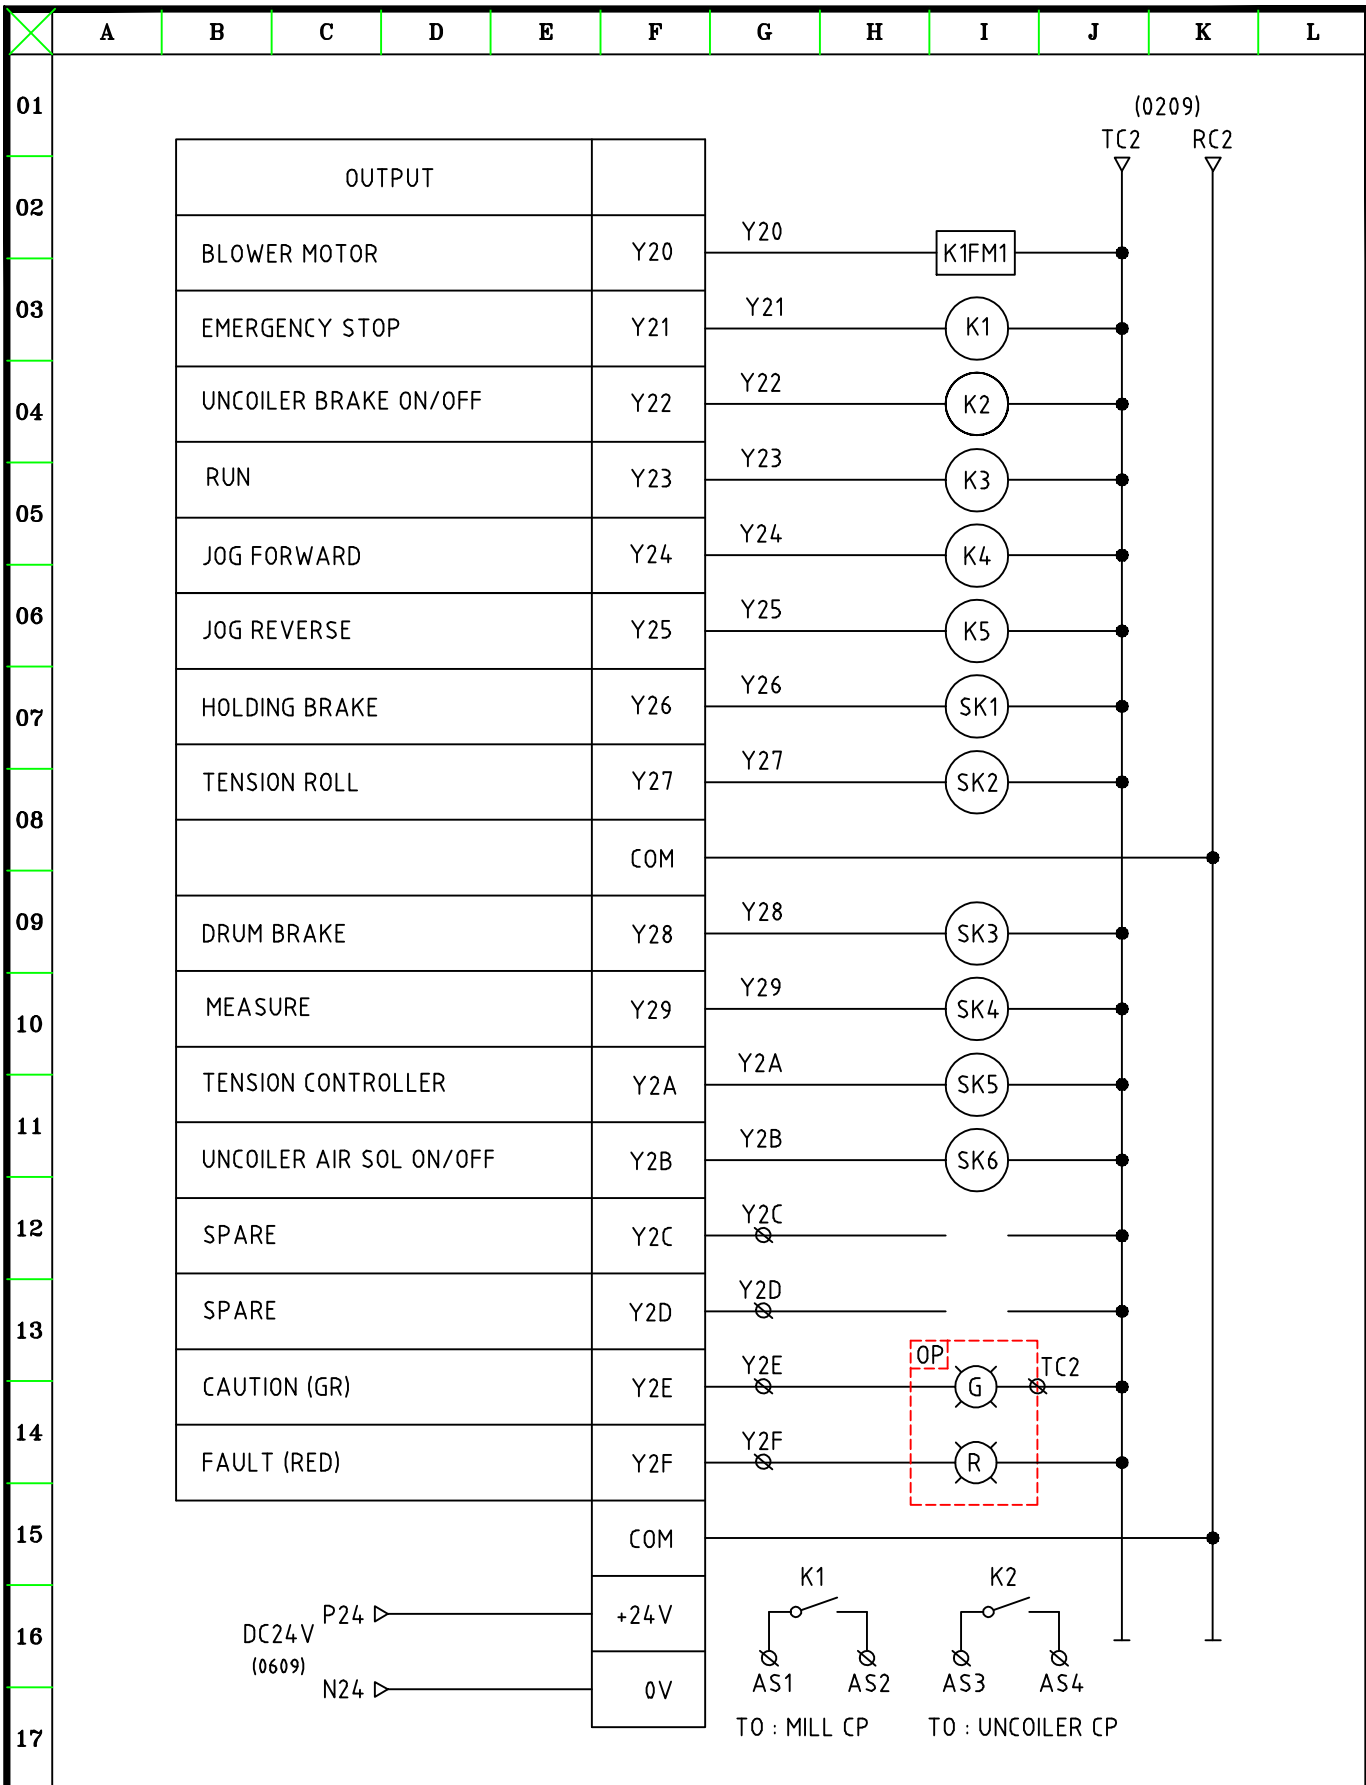 A B C D E F G H I J K L
01
(0209)
TC2 RC2
OUTPUT
02
BLOWER MOTOR Y20 Y20 K1FM1
03
EMERGENCY STOP Y21 Y21 K1
04
UNCOILER BRAKE ON/OFF Y22 Y22 K2
RUN Y23 Y23 K3
05
JOG FORWARD Y24 Y24 K4
06
JOG REVERSE Y25 Y25 K5
HOLDING BRAKE Y26 Y26 SK1
07
TENSION ROLL Y27 Y27 SK2
08
COM
09
DRUM BRAKE Y28 Y28 SK3
MEASURE Y29 Y29 SK4
10
TENSION CONTROLLER Y2A Y2A SK5
11
UNCOILER AIR SOL ON/OFF Y2B Y2B SK6
12
SPARE Y2C Y2C
SPARE Y2D Y2D
13
OP
TC2
CAUTION (GR) Y2E Y2E G
14
FAULT (RED) Y2F Y2F R
15
COM
K1 K2
P24 +24V
16
DC24V
(0609)
N24 0V
AS1 AS2 AS3 AS4
TO : MILL CP TO : UNCOILER CP
17